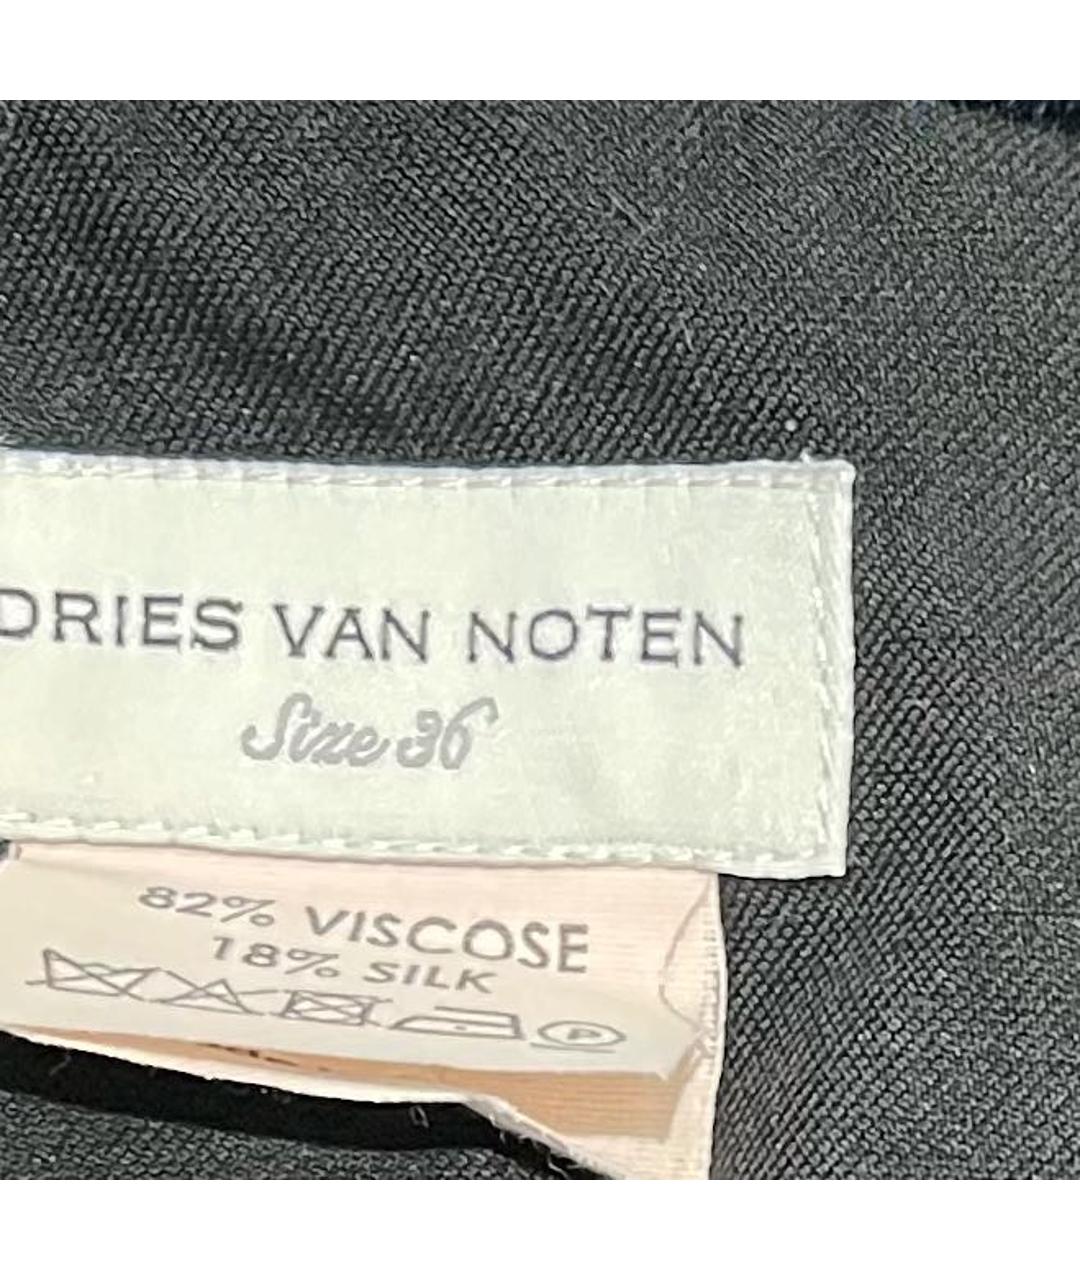 DRIES VAN NOTEN
Size 36
82% VISCOSE
18% SILK
P